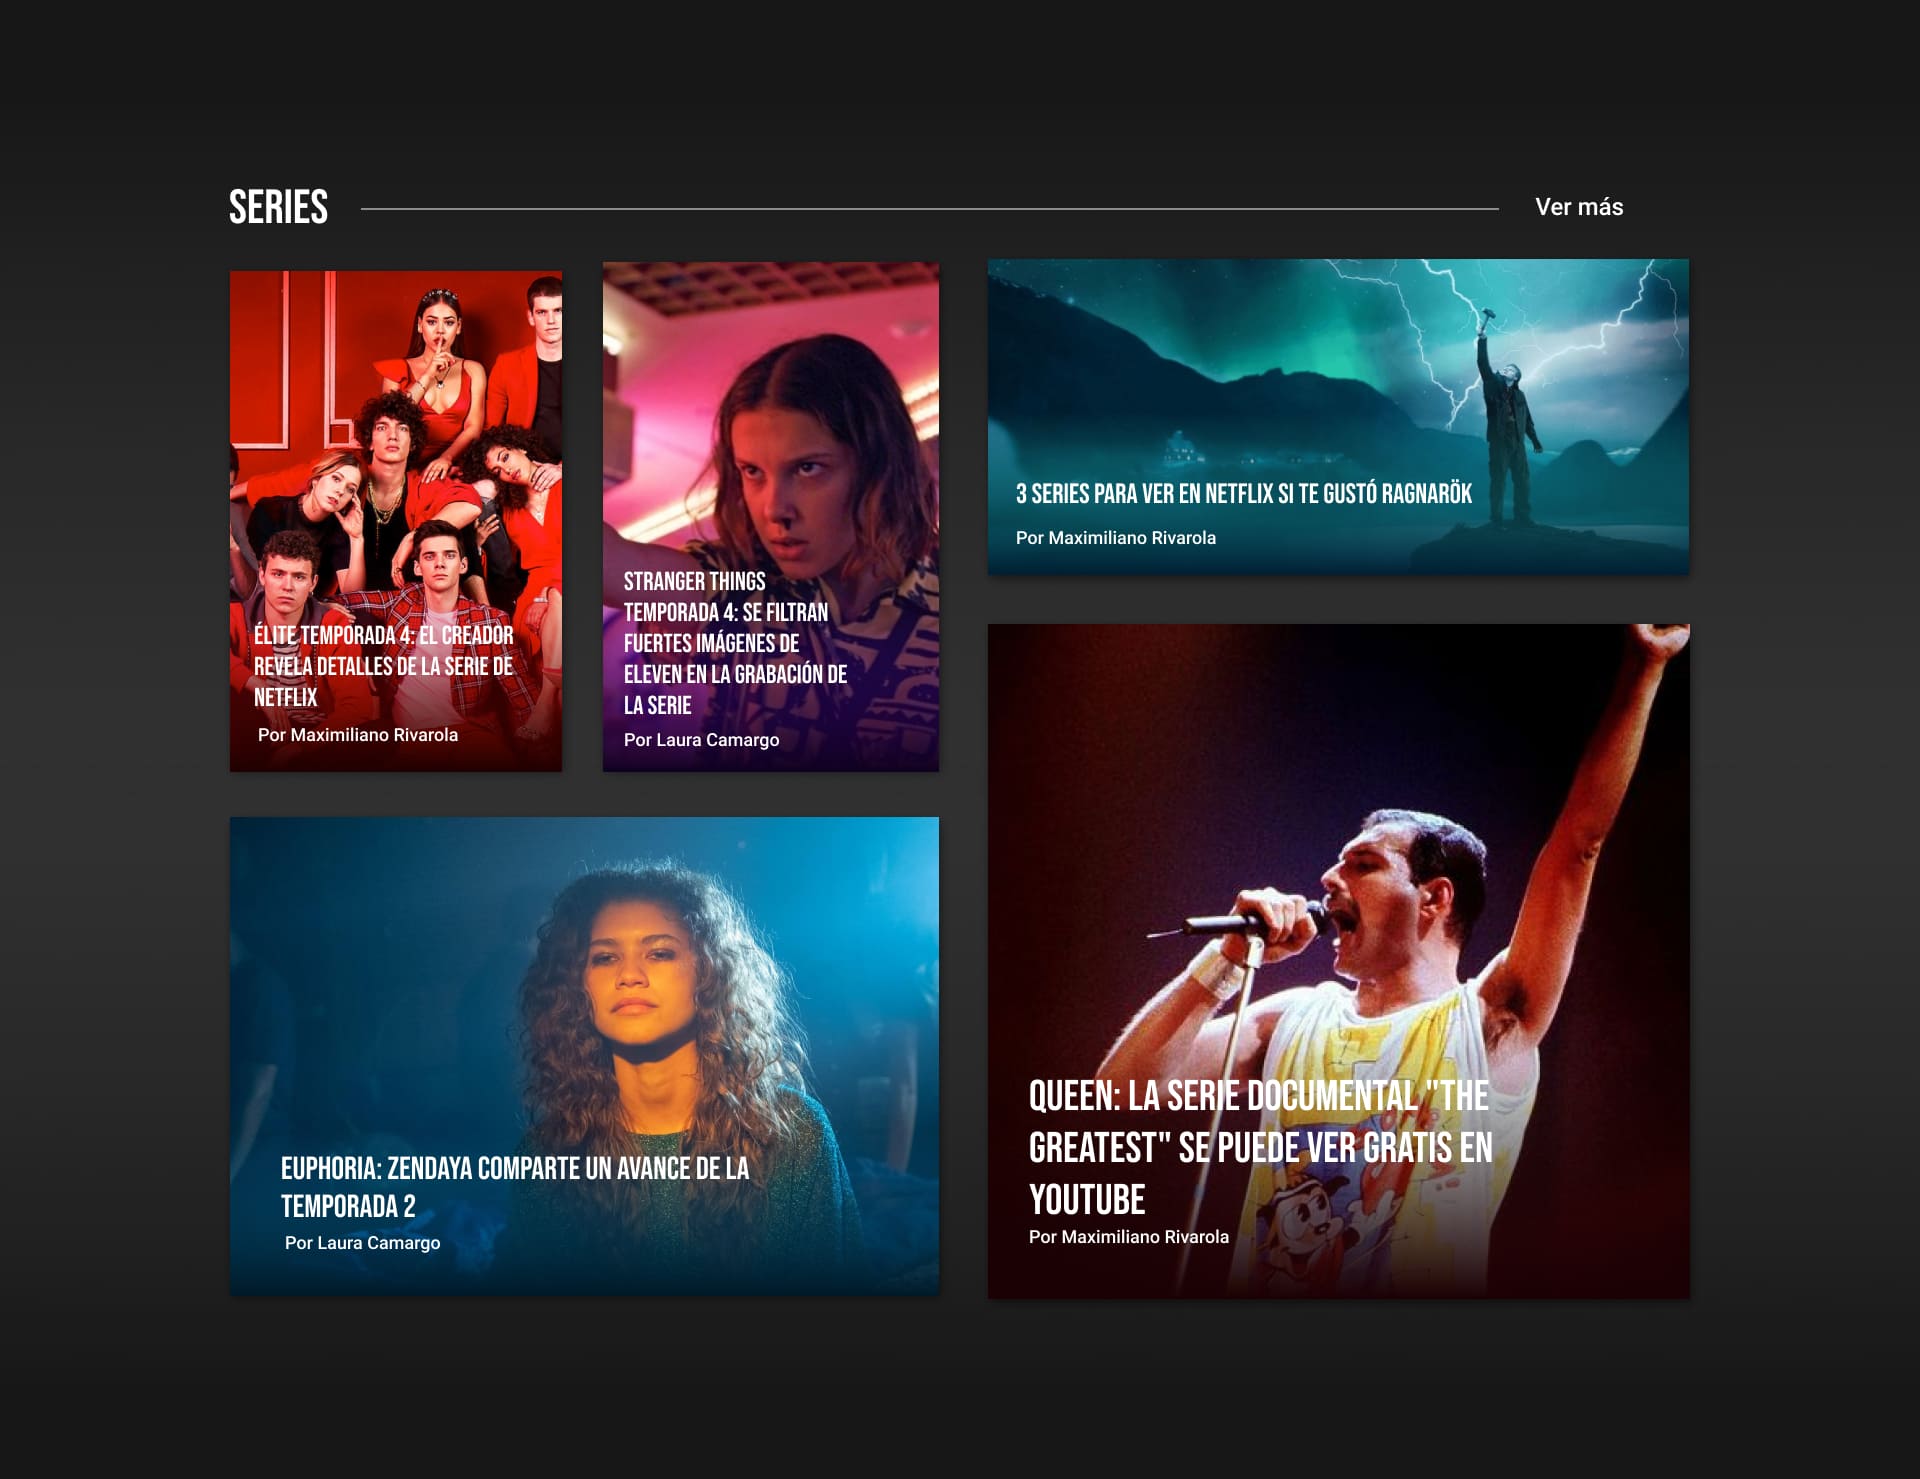 SERIES
Ver más
ÉLITE TEMPORADA 4: EL CREADOR
REVELA DETALLES DE LA SERIE DE
NETFLIX
Por Maximiliano Rivarola
STRANGER THINGS
TEMPORADA 4: SE FILTRAN
FUERTES IMÁGENES DE
ELEVEN EN LA GRABACIÓN DE
LA SERIE
Por Laura Camargo
3 SERIES PARA VER EN NETFLIX SI TE GUSTÓ RAGNARÖK
Por Maximiliano Rivarola
EUPHORIA: ZENDAYA COMPARTE UN AVANCE DE LA
TEMPORADA 2
Por Laura Camargo
QUEEN: LA SERIE DOCUMENTAL "THE
GREATEST" SE PUEDE VER GRATIS EN
YOUTUBE
Por Maximiliano Rivarola